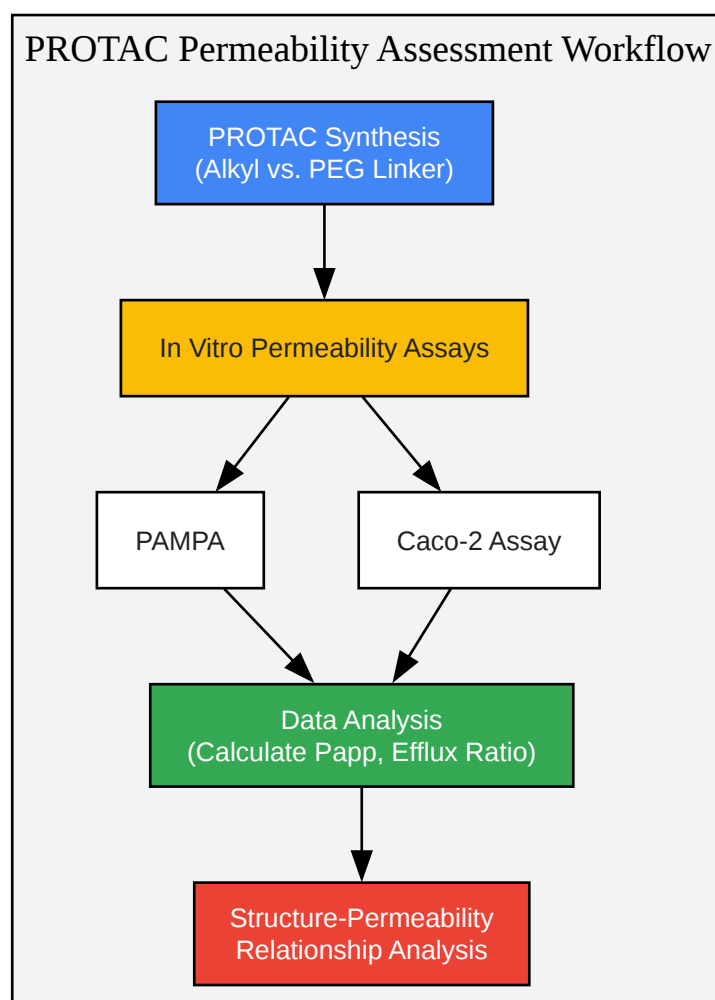 PROTAC Permeability Assessment Workflow
PROTAC Synthesis
(Alkyl vs. PEG Linker)
In Vitro Permeability Assays
PAMPA
Caco-2 Assay
Data Analysis
(Calculate Papp, Efflux Ratio)
Structure-Permeability
Relationship Analysis